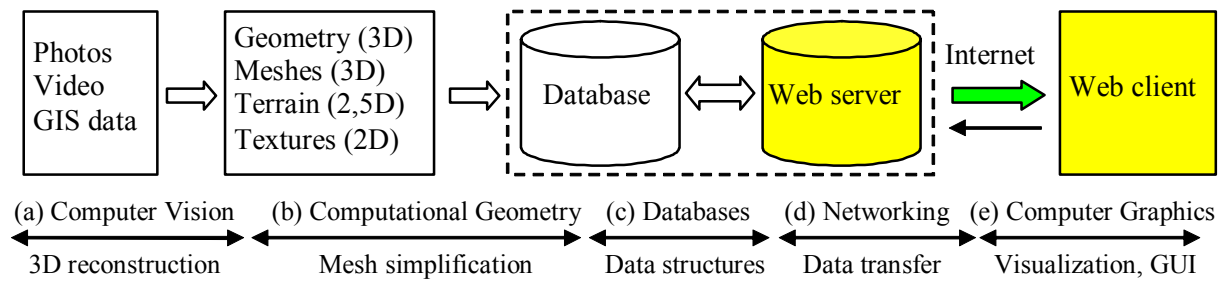 Photos
Video
GIS data
Geometry (3D)
Meshes (3D)
Terrain (2,5D)
Textures (2D)
Database
Web server
Internet
Web client
(a) Computer Vision
(b) Computational Geometry
(c) Databases
(d) Networking
(e) Computer Graphics
3D reconstruction
Mesh simplification
Data structures
Data transfer
Visualization, GUI